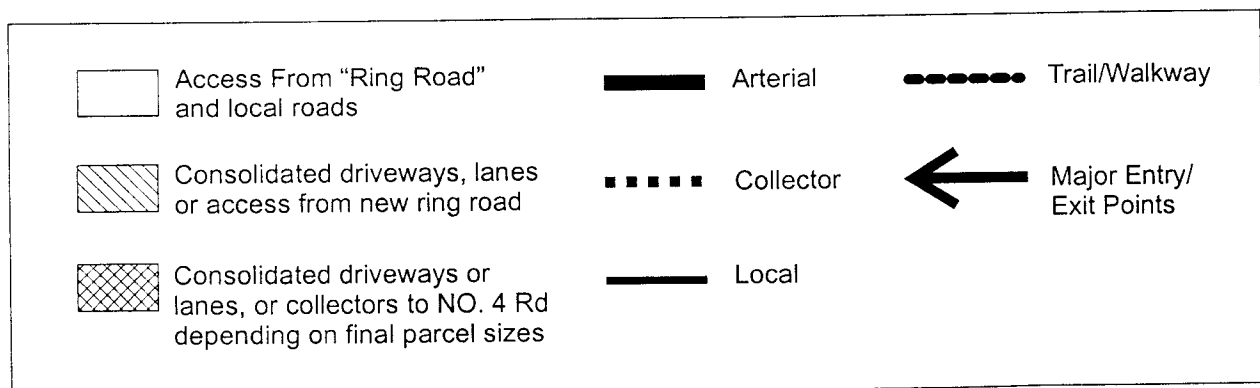 Access From “Ring Road”
and local roads
Consolidated driveways, lanes
or access from new ring road
Consolidated driveways or
lanes, or collectors to NO. 4 Rd
depending on final parcel sizes
Arterial
Collector
Local
Trail/Walkway
Major Entry/
Exit Points